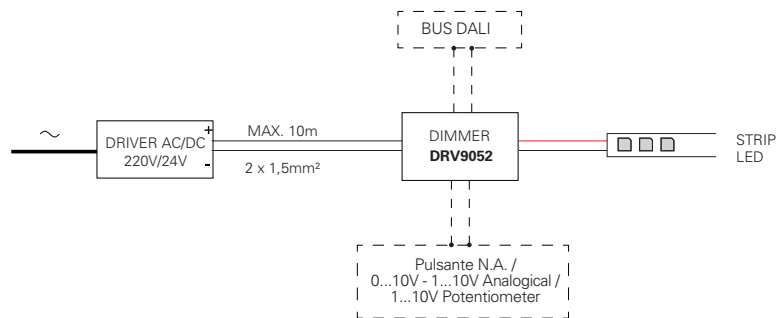 BUS DALI
~
DRIVER AC/DC
220V/24V
+
-
MAX. 10m
2 x 1,5mm²
DIMMER
DRV9052
STRIP
LED
Pulsante N.A. /
0...10V - 1...10V Analogical /
1...10V Potentiometer